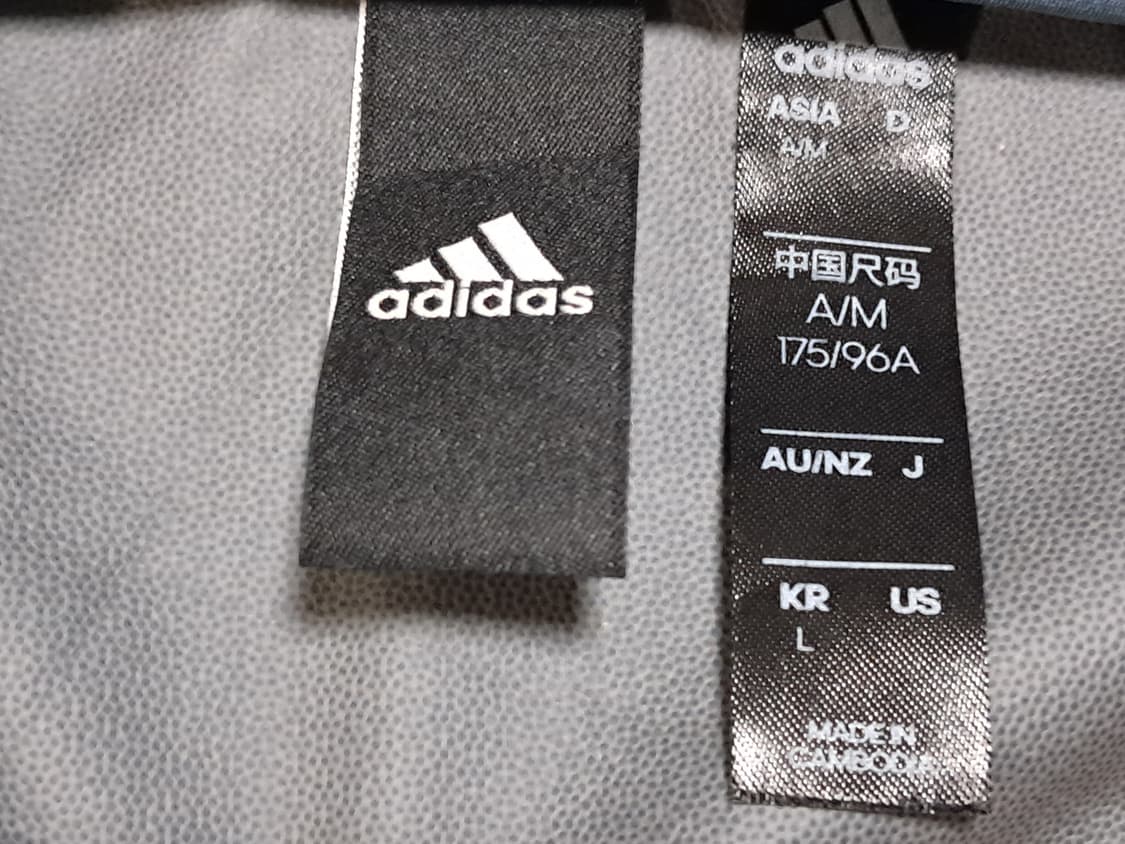 adidas
adidas
ASIA D
A/M
中国尺码
A/M
175/96A
AU/NZ J
KR US
L
MADE IN
CAMBODIA